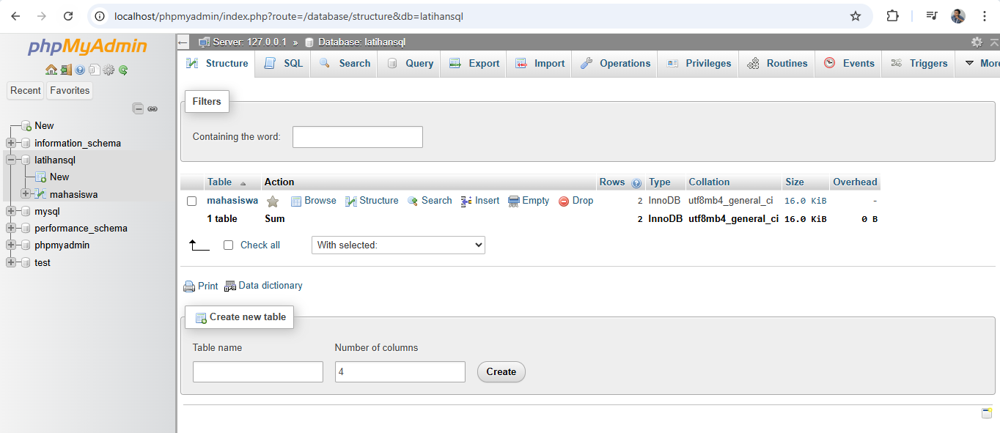 localhost/phpmyadmin/index.php?route=/database/structure&db=latihansql
phpMyAdmin
Recent Favorites
New
information_schema
latihansql
New
mahasiswa
mysql
performance_schema
phpmyadmin
test
Server: 127.0.0.1 » Database: latihansql
Structure SQL Search Query Export Import Operations Privileges Routines Events Triggers More
Filters
Containing the word:
Table Action Rows Type Collation Size Overhead
mahasiswa Browse Structure Search Insert Empty Drop 2 InnoDB utf8mb4_general_ci 16.0 KiB -
1 table Sum 2 InnoDB utf8mb4_general_ci 16.0 KiB 0 B
Check all With selected:
Print Data dictionary
Create new table
Table name Number of columns
4 Create